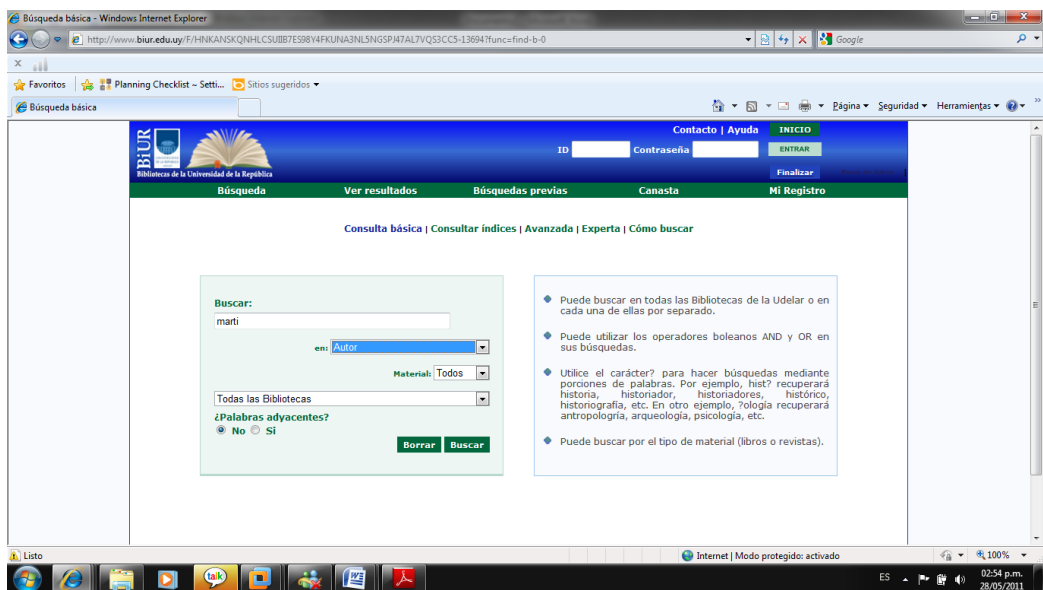 Búsqueda básica - Windows Internet Explorer
http://www.biur.edu.uy/F/HNKANSKQNHLCSUIIB7ES98Y4FKUNA3NL5NGSPJ47AL7VQS3CC5-13694?func=find-b-0
Google
Favoritos Planning Checklist ~ Setti... Sitios sugeridos
Búsqueda básica
Página Seguridad Herramientas
Contacto | Ayuda INICIO
BiUR
ID Contraseña ENTRAR
Bibliotecas de la Universidad de la República
Finalizar
Búsqueda Ver resultados Búsquedas previas Canasta Mi Registro
Consulta básica | Consultar índices | Avanzada | Experta | Cómo buscar
Buscar:
marti
en: Autor
Material: Todos
Todas las Bibliotecas
¿Palabras adyacentes?
No Si
Borrar Buscar
Puede buscar en todas las Bibliotecas de la Udelar o en
cada una de ellas por separado.
Puede utilizar los operadores boleanos AND y OR en
sus búsquedas.
Utilice el carácter? para hacer búsquedas mediante
porciones de palabras. Por ejemplo, hist? recuperará
historia, historiador, historiadores, histórico,
historiografía, etc. En otro ejemplo, ?ología recuperará
antropología, arqueología, psicología, etc.
Puede buscar por el tipo de material (libros o revistas).
Listo
Internet | Modo protegido: activado
100%
talk
ES
02:54 p.m.
28/05/2011